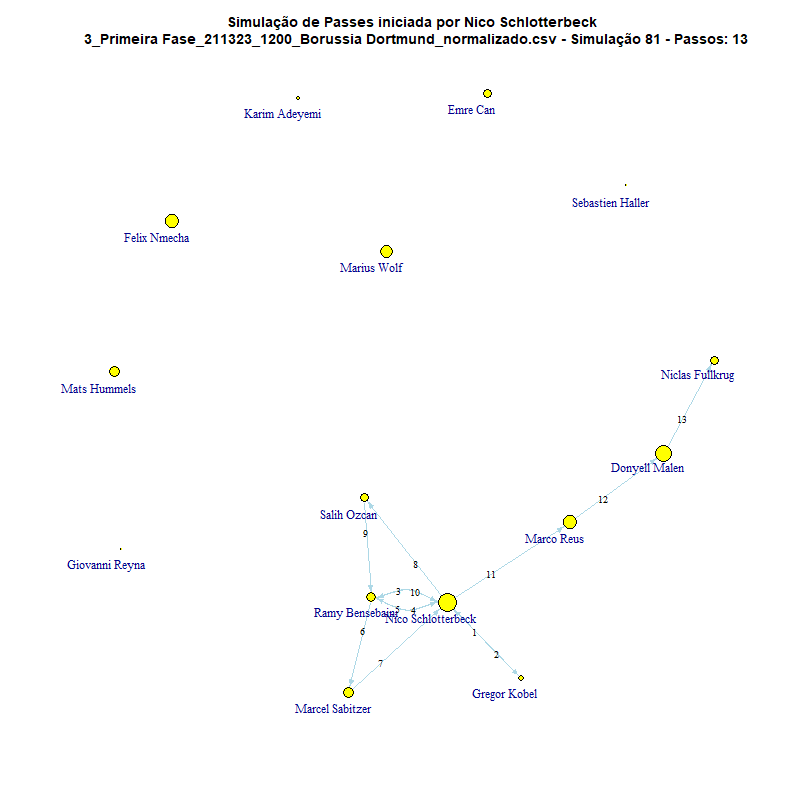 Simulação de Passes iniciada por Nico Schlotterbeck
3_Primeira Fase_211323_1200_Borussia Dortmund_normalizado.csv - Simulação 81 - Passos: 13
Karim Adeyemi
Emre Can
Sebastien Haller
Felix Nmecha
Marius Wolf
Niclas Fullkrug
Mats Hummels
13
Donyell Malen
12
Salih Ozcan
9
Marco Reus
Giovanni Reyna
8
11
3
10
5
4
Ramy Bensebaini
Nico Schlotterbeck
6
1
2
7
Gregor Kobel
Marcel Sabitzer